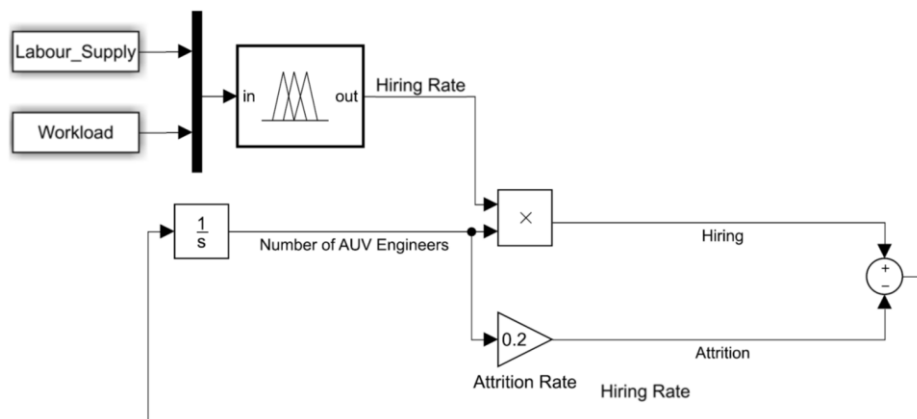 Labour_Supply
Workload
in
out
Hiring Rate
×
1
s
Number of AUV Engineers
Hiring
+
−
0.2
Attrition
Attrition Rate
Hiring Rate